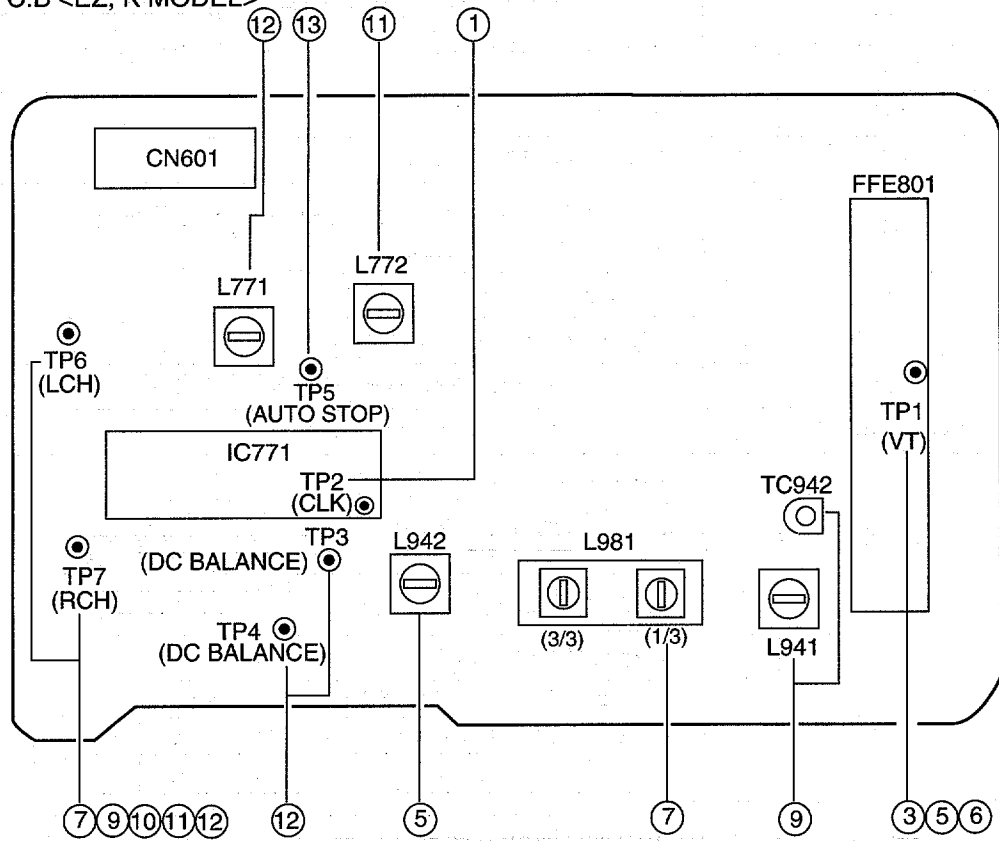 C.B <EZ, K MODEL>
12 13 11 1
CN601
FFE801
L772
L771
TP6
(LCH)
TP5
(AUTO STOP)
TP1
(VT)
IC771
TP2
(CLK)
TC942
TP3
(DC BALANCE)
L942
L981
TP7
(RCH)
TP4
(DC BALANCE)
(3/3)
(1/3)
L941
7 9 10 11 12 12 5 7 9 3 5 6